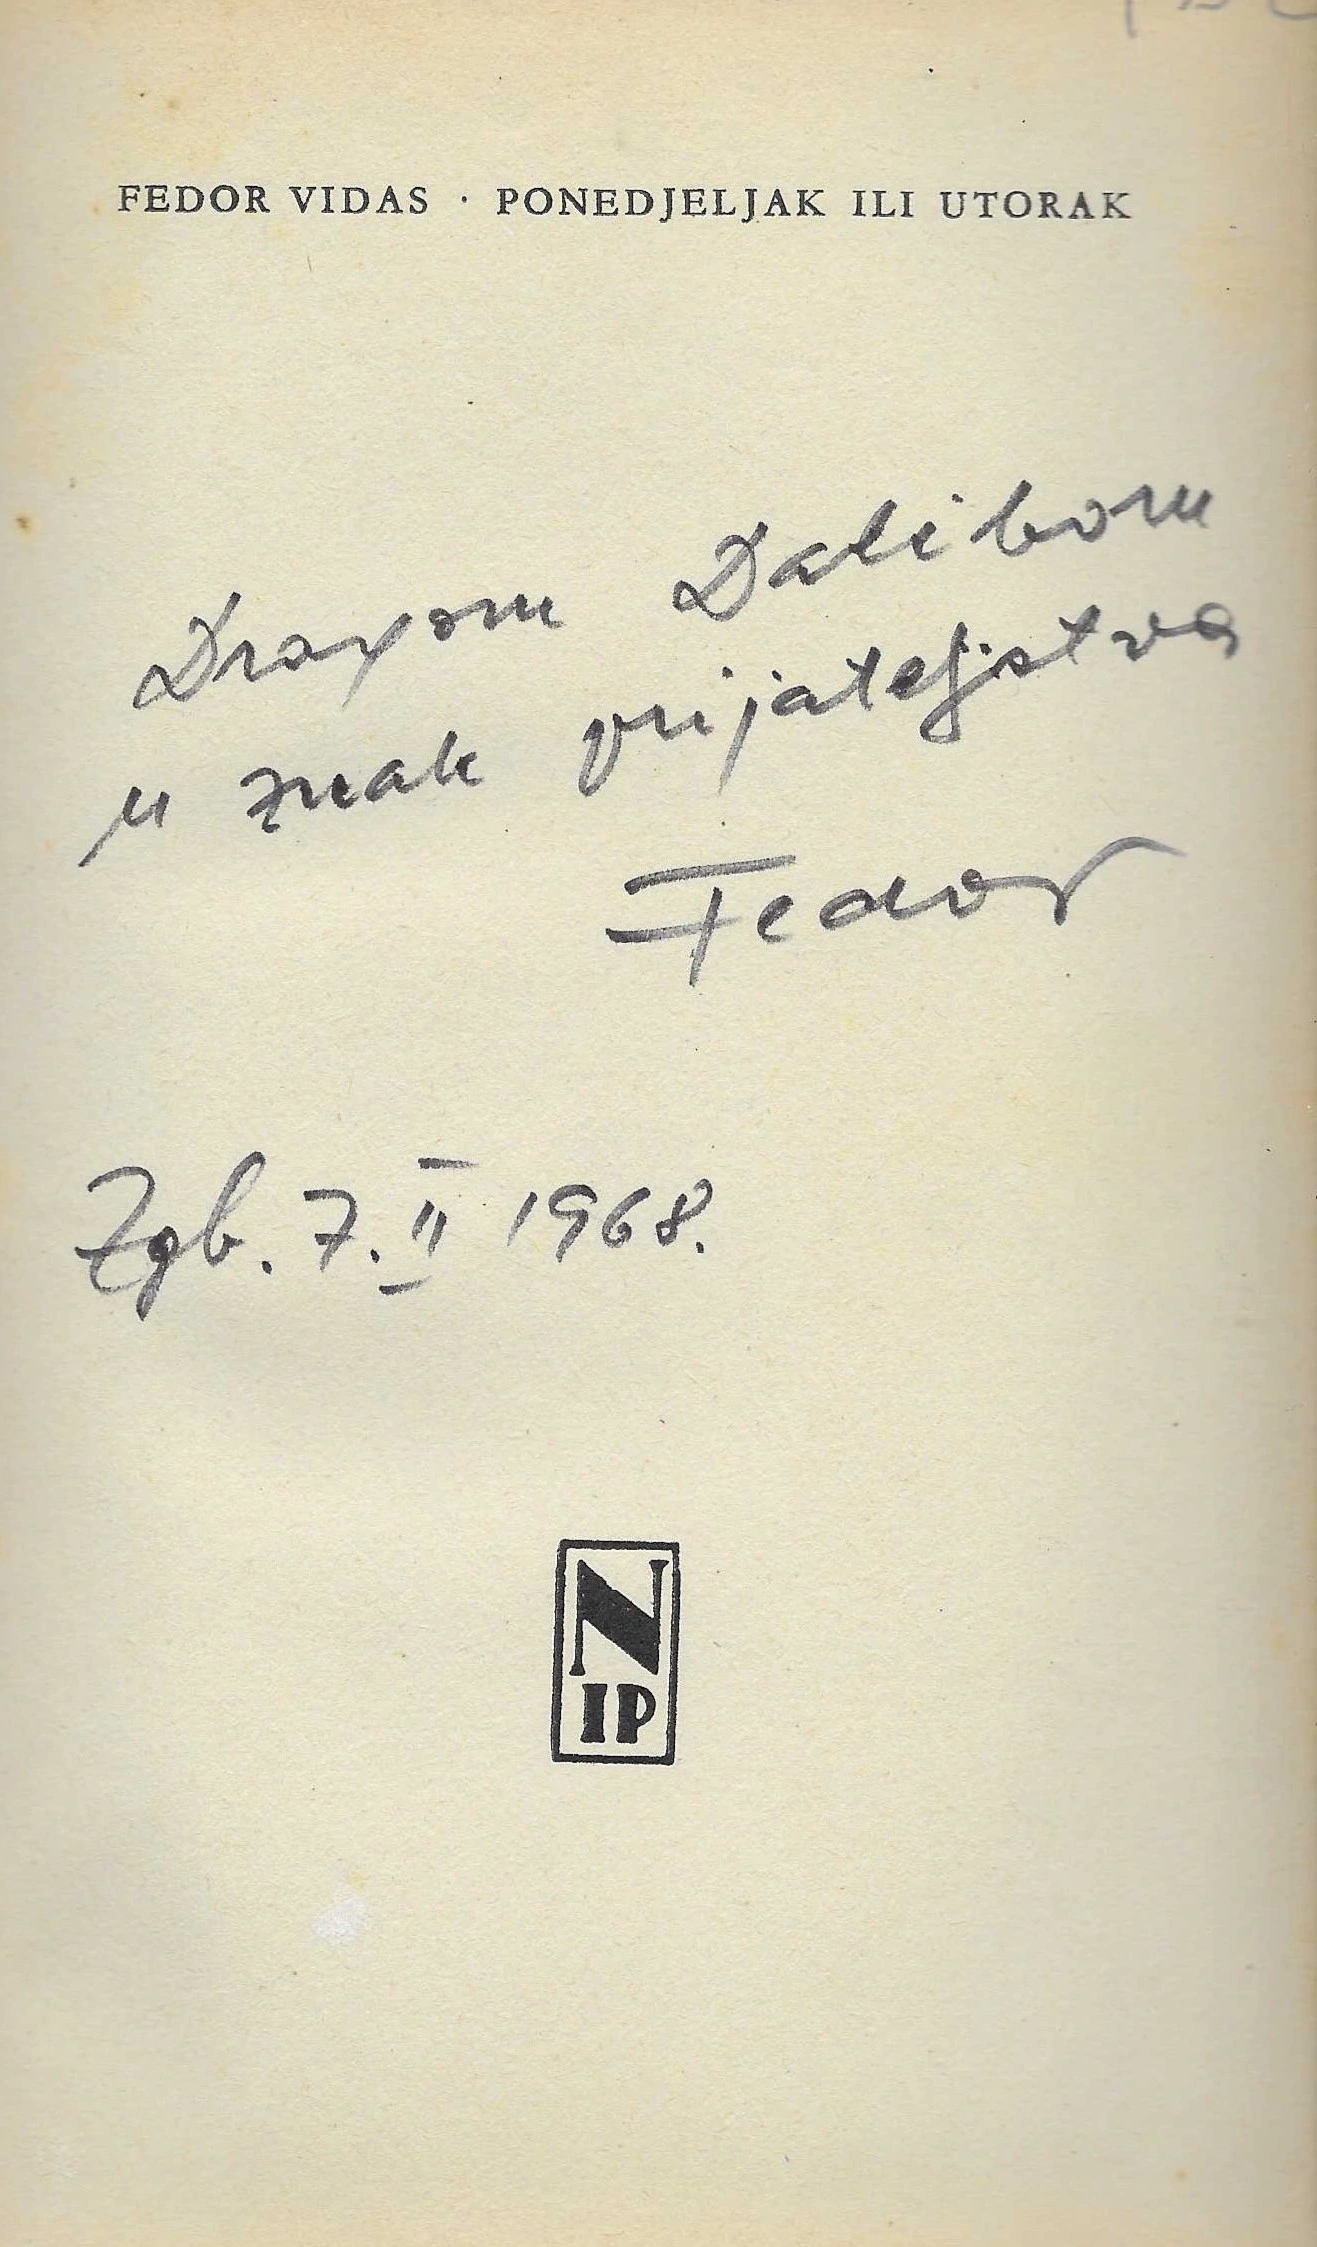 FEDOR VIDAS · PONEDJELJAK ILI UTORAK
Dragom Daliboru
u znak prijateljstva
Fedor
Zgb. 7. II 1968.
N
IP